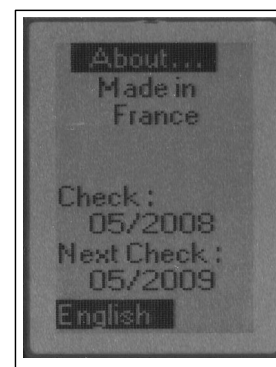 About...
Made in
France
Check :
05/2008
Next Check :
05/2009
English